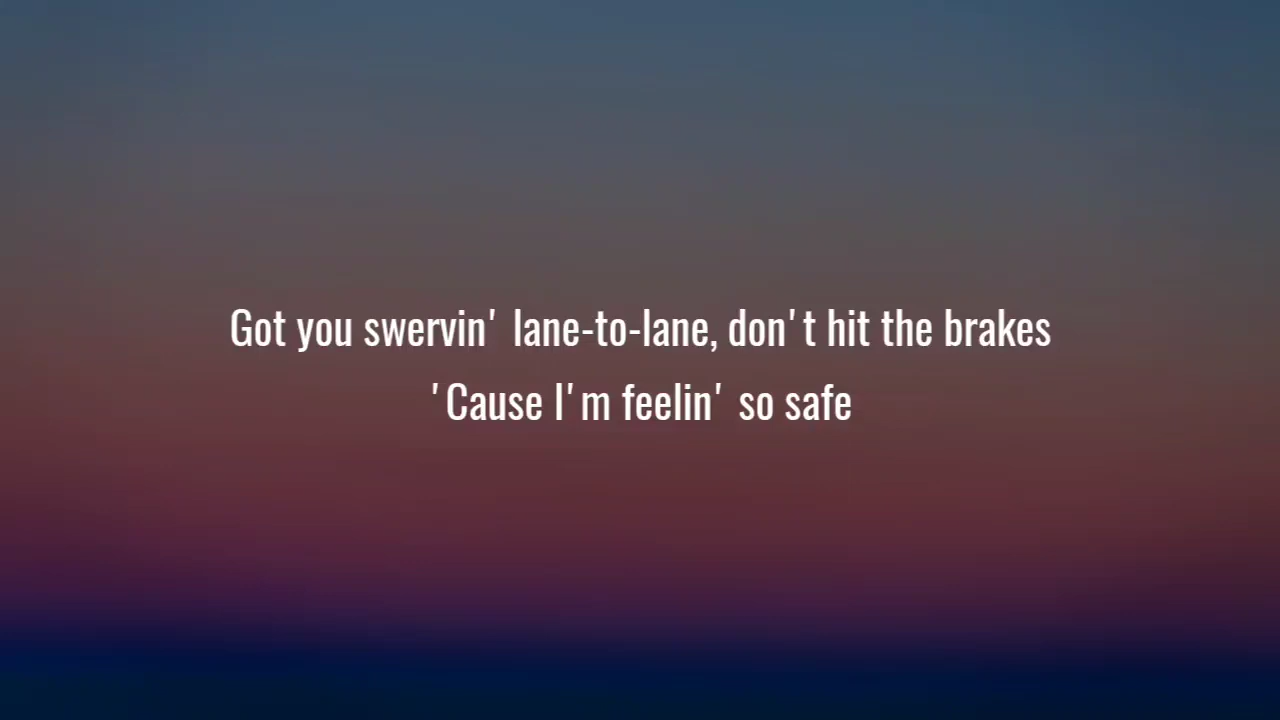 Got you swervin' lane-to-lane, don't hit the brakes
'Cause I'm feelin' so safe